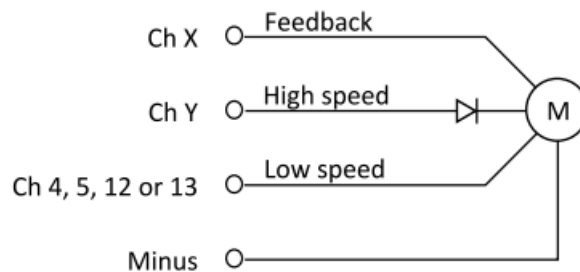 Ch X Feedback
Ch Y High speed M
Ch 4, 5, 12 or 13 Low speed
Minus